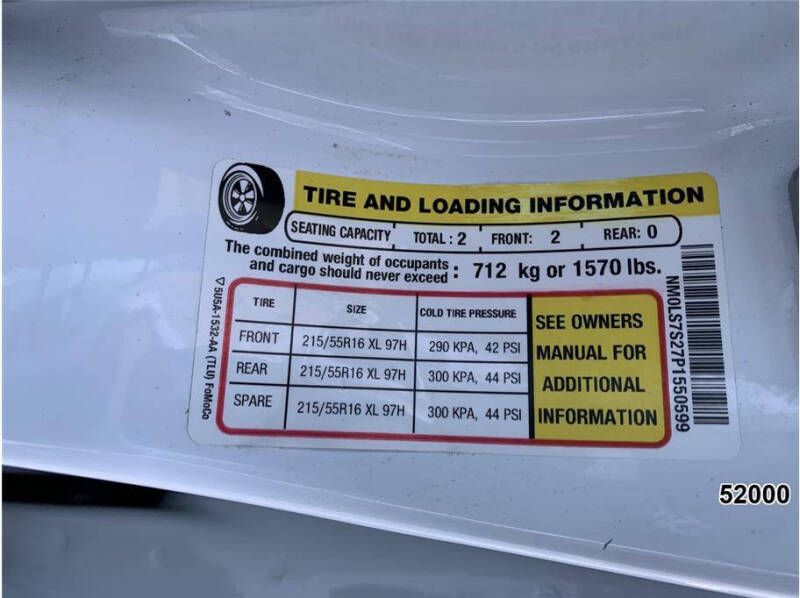 TIRE AND LOADING INFORMATION
SEATING CAPACITY TOTAL : 2 FRONT: 2 REAR: 0
The combined weight of occupants
and cargo should never exceed : 712 kg or 1570 lbs.
TIRE SIZE COLD TIRE PRESSURE
FRONT 215/55R16 XL 97H 290 KPA, 42 PSI
REAR 215/55R16 XL 97H 300 KPA, 44 PSI
SPARE 215/55R16 XL 97H 300 KPA, 44 PSI
SEE OWNERS
MANUAL FOR
ADDITIONAL
INFORMATION
5U5A-1532-AA (TLU) FoMoCo
NM0LS7S27P1550599
52000